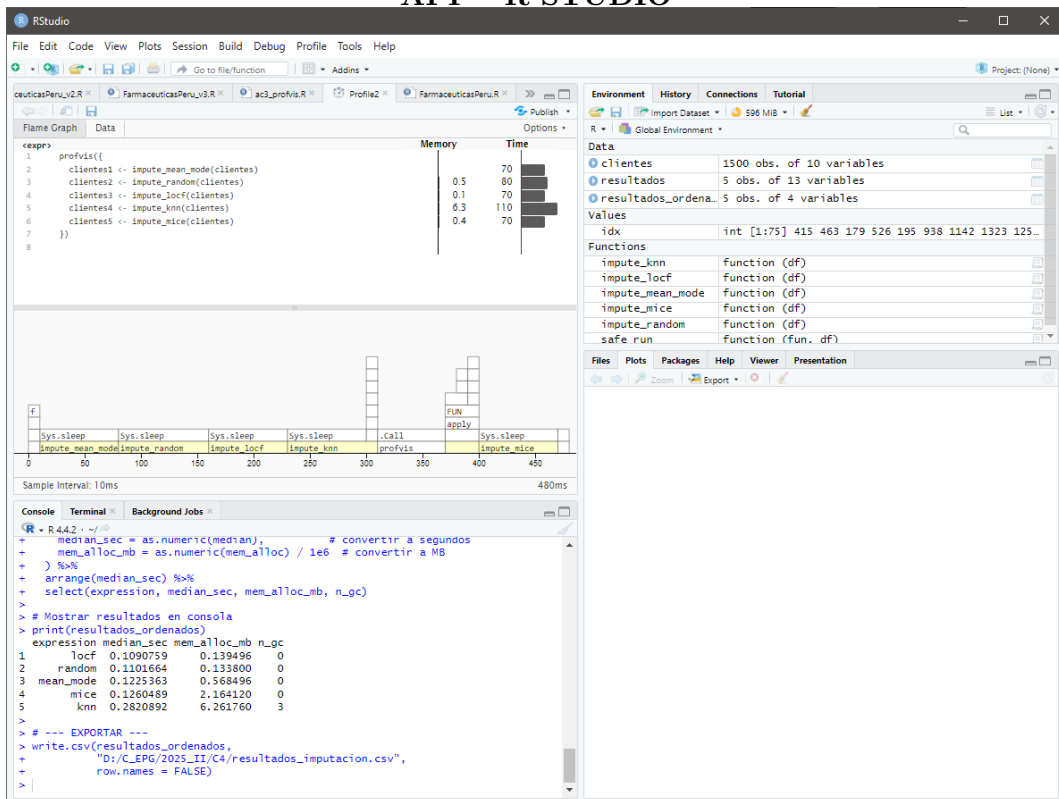 APP - R STUDIO
RStudio
File Edit Code View Plots Session Build Debug Profile Tools Help
Go to file/function
Addins
Project: (None)
ceuticasPeru_v2.R
FarmaceuticasPeru_v3.R
ac3_profvis.R
Profile2
FarmaceuticasPeru.R
Publish
Flame Graph Data Options
<expr> Memory Time
1 profvis({
2 clientes1 <- impute_mean_mode(clientes) 70
3 clientes2 <- impute_random(clientes) 0.5 80
4 clientes3 <- impute_locf(clientes) 0.1 70
5 clientes4 <- impute_knn(clientes) 6.3 110
6 clientes5 <- impute_mice(clientes) 0.4 70
7 })
8
f FUN
apply
Sys.sleep Sys.sleep Sys.sleep Sys.sleep .Call Sys.sleep
impute_mean_mode impute_random impute_locf impute_knn profvis impute_mice
0 50 100 150 200 250 300 350 400 450
Sample Interval: 10ms 480ms
Console Terminal Background Jobs
R 4.4.2 · ~/
+ median_sec = as.numeric(median), # convertir a segundos
+ mem_alloc_mb = as.numeric(mem_alloc) / 1e6 # convertir a MB
+ ) %>%
+ arrange(median_sec) %>%
+ select(expression, median_sec, mem_alloc_mb, n_gc)
>
> # Mostrar resultados en consola
> print(resultados_ordenados)
expression median_sec mem_alloc_mb n_gc
1 locf 0.1090759 0.139496 0
2 random 0.1101664 0.133800 0
3 mean_mode 0.1225363 0.568496 0
4 mice 0.1260489 2.164120 0
5 knn 0.2820892 6.261760 3
>
> # --- EXPORTAR ---
> write.csv(resultados_ordenados,
+ "D:/C_EPG/2025_II/C4/resultados_imputacion.csv",
+ row.names = FALSE)
>
Environment History Connections Tutorial
Import Dataset 596 MiB List
R Global Environment
Data
clientes 1500 obs. of 10 variables
resultados 5 obs. of 13 variables
resultados_ordena… 5 obs. of 4 variables
Values
idx int [1:75] 415 463 179 526 195 938 1142 1323 125…
Functions
impute_knn function (df)
impute_locf function (df)
impute_mean_mode function (df)
impute_mice function (df)
impute_random function (df)
safe_run function (fun, df)
Files Plots Packages Help Viewer Presentation
Zoom Export